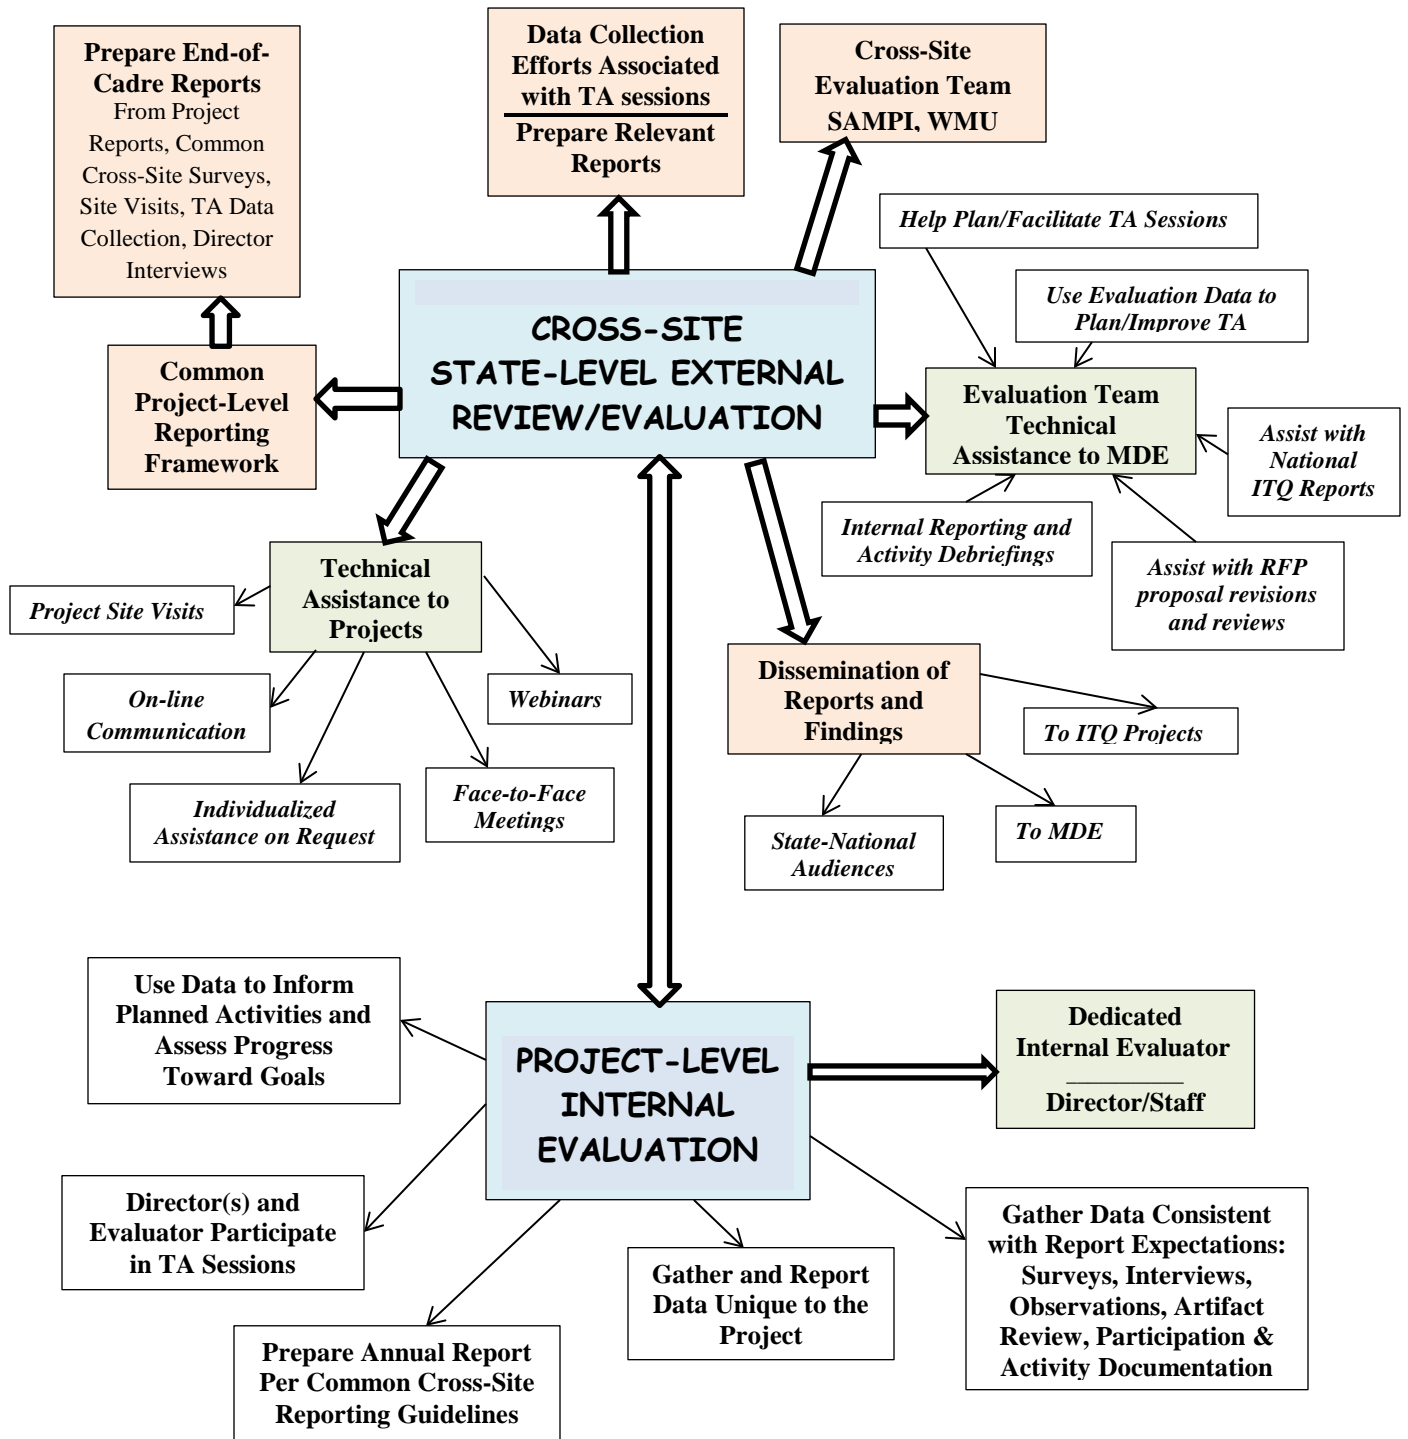 Prepare End-of-
Cadre Reports
From Project
Reports, Common
Cross-Site Surveys,
Site Visits, TA Data
Collection, Director
Interviews
Data Collection
Efforts Associated
with TA sessions
Prepare Relevant
Reports
Cross-Site
Evaluation Team
SAMPI, WMU
Help Plan/Facilitate TA Sessions
Use Evaluation Data to
Plan/Improve TA
CROSS-SITE
STATE-LEVEL EXTERNAL
REVIEW/EVALUATION
Common
Project-Level
Reporting
Framework
Evaluation Team
Technical
Assistance to MDE
Assist with
National
ITQ Reports
Internal Reporting and
Activity Debriefings
Assist with RFP
proposal revisions
and reviews
Technical
Assistance to
Projects
Project Site Visits
On-line
Communication
Individualized
Assistance on Request
Face-to-Face
Meetings
Webinars
Dissemination of
Reports and
Findings
To ITQ Projects
To MDE
State-National
Audiences
Use Data to Inform
Planned Activities and
Assess Progress
Toward Goals
PROJECT-LEVEL
INTERNAL
EVALUATION
Dedicated
Internal Evaluator
Director/Staff
Director(s) and
Evaluator Participate
in TA Sessions
Prepare Annual Report
Per Common Cross-Site
Reporting Guidelines
Gather and Report
Data Unique to the
Project
Gather Data Consistent
with Report Expectations:
Surveys, Interviews,
Observations, Artifact
Review, Participation &
Activity Documentation